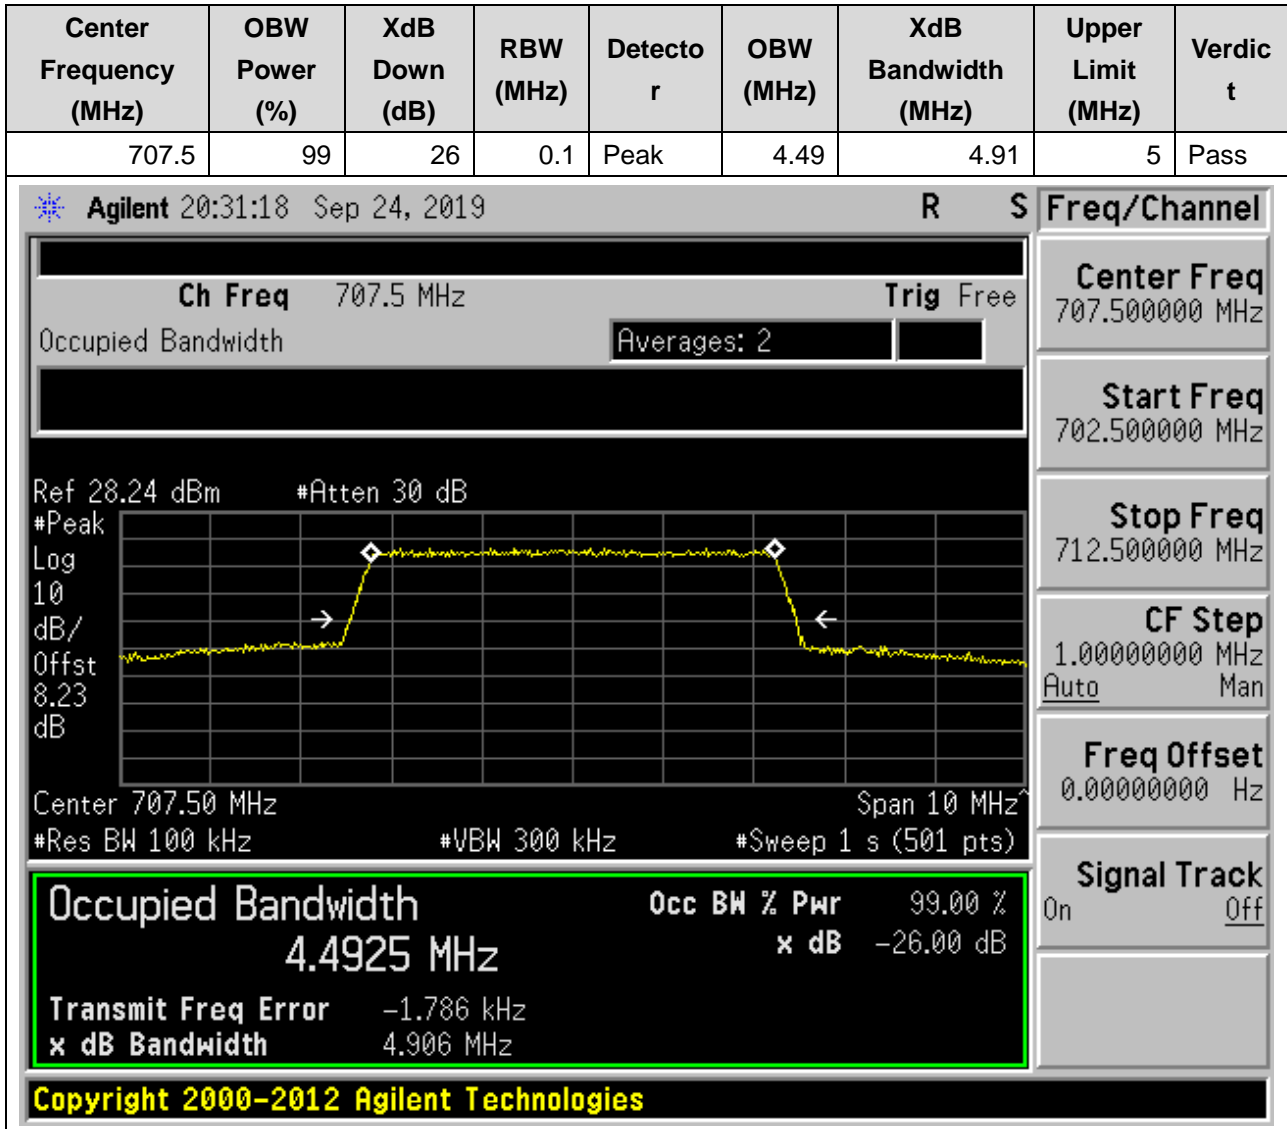 Center Frequency (MHz) OBW Power (%) XdB Down (dB) RBW (MHz) Detecto r OBW (MHz) XdB Bandwidth (MHz) Upper Limit (MHz) Verdic t
707.5 99 26 0.1 Peak 4.49 4.91 5 Pass
Agilent 20:31:18 Sep 24, 2019 R S
Ch Freq 707.5 MHz Trig Free
Occupied Bandwidth Averages: 2
Ref 28.24 dBm #Atten 30 dB
#Peak
Log
10
dB/
Offst
8.23
dB
Center 707.50 MHz Span 10 MHz^
#Res BW 100 kHz #VBW 300 kHz #Sweep 1 s (501 pts)
Occupied Bandwidth Occ BW % Pwr 99.00 %
4.4925 MHz x dB -26.00 dB
Transmit Freq Error -1.786 kHz
x dB Bandwidth 4.906 MHz
Copyright 2000-2012 Agilent Technologies
Freq/Channel
Center Freq
707.500000 MHz
Start Freq
702.500000 MHz
Stop Freq
712.500000 MHz
CF Step
1.00000000 MHz
Auto Man
Freq Offset
0.00000000 Hz
Signal Track
On Off